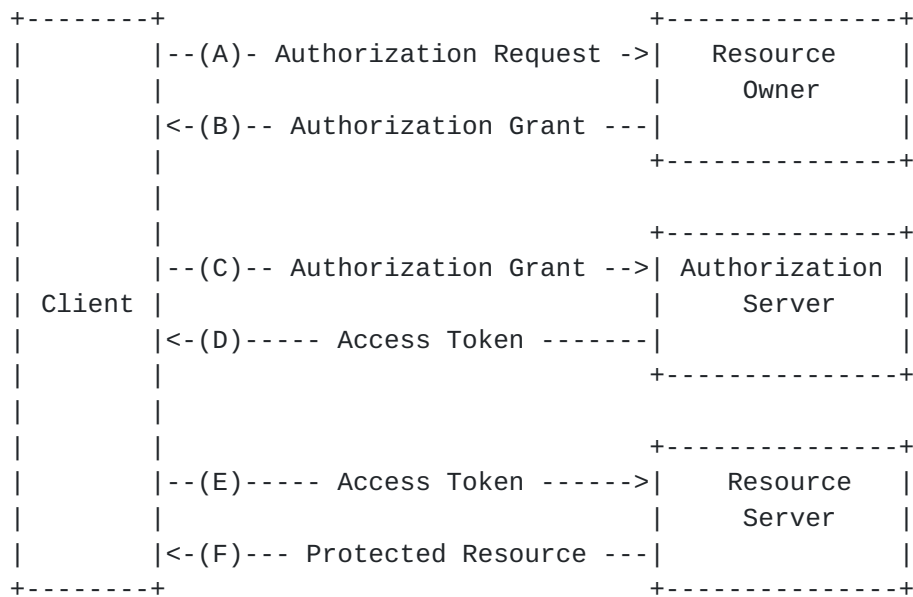 +--------+                               +---------------+
|        |--(A)- Authorization Request ->|   Resource    |
|        |                               |     Owner     |
|        |<-(B)-- Authorization Grant ---|               |
|        |                               +---------------+
|        |
|        |                               +---------------+
|        |--(C)-- Authorization Grant -->| Authorization |
| Client |                               |     Server    |
|        |<-(D)----- Access Token -------|               |
|        |                               +---------------+
|        |
|        |                               +---------------+
|        |--(E)----- Access Token ------>|    Resource   |
|        |                               |     Server    |
|        |<-(F)--- Protected Resource ---|               |
+--------+                               +---------------+